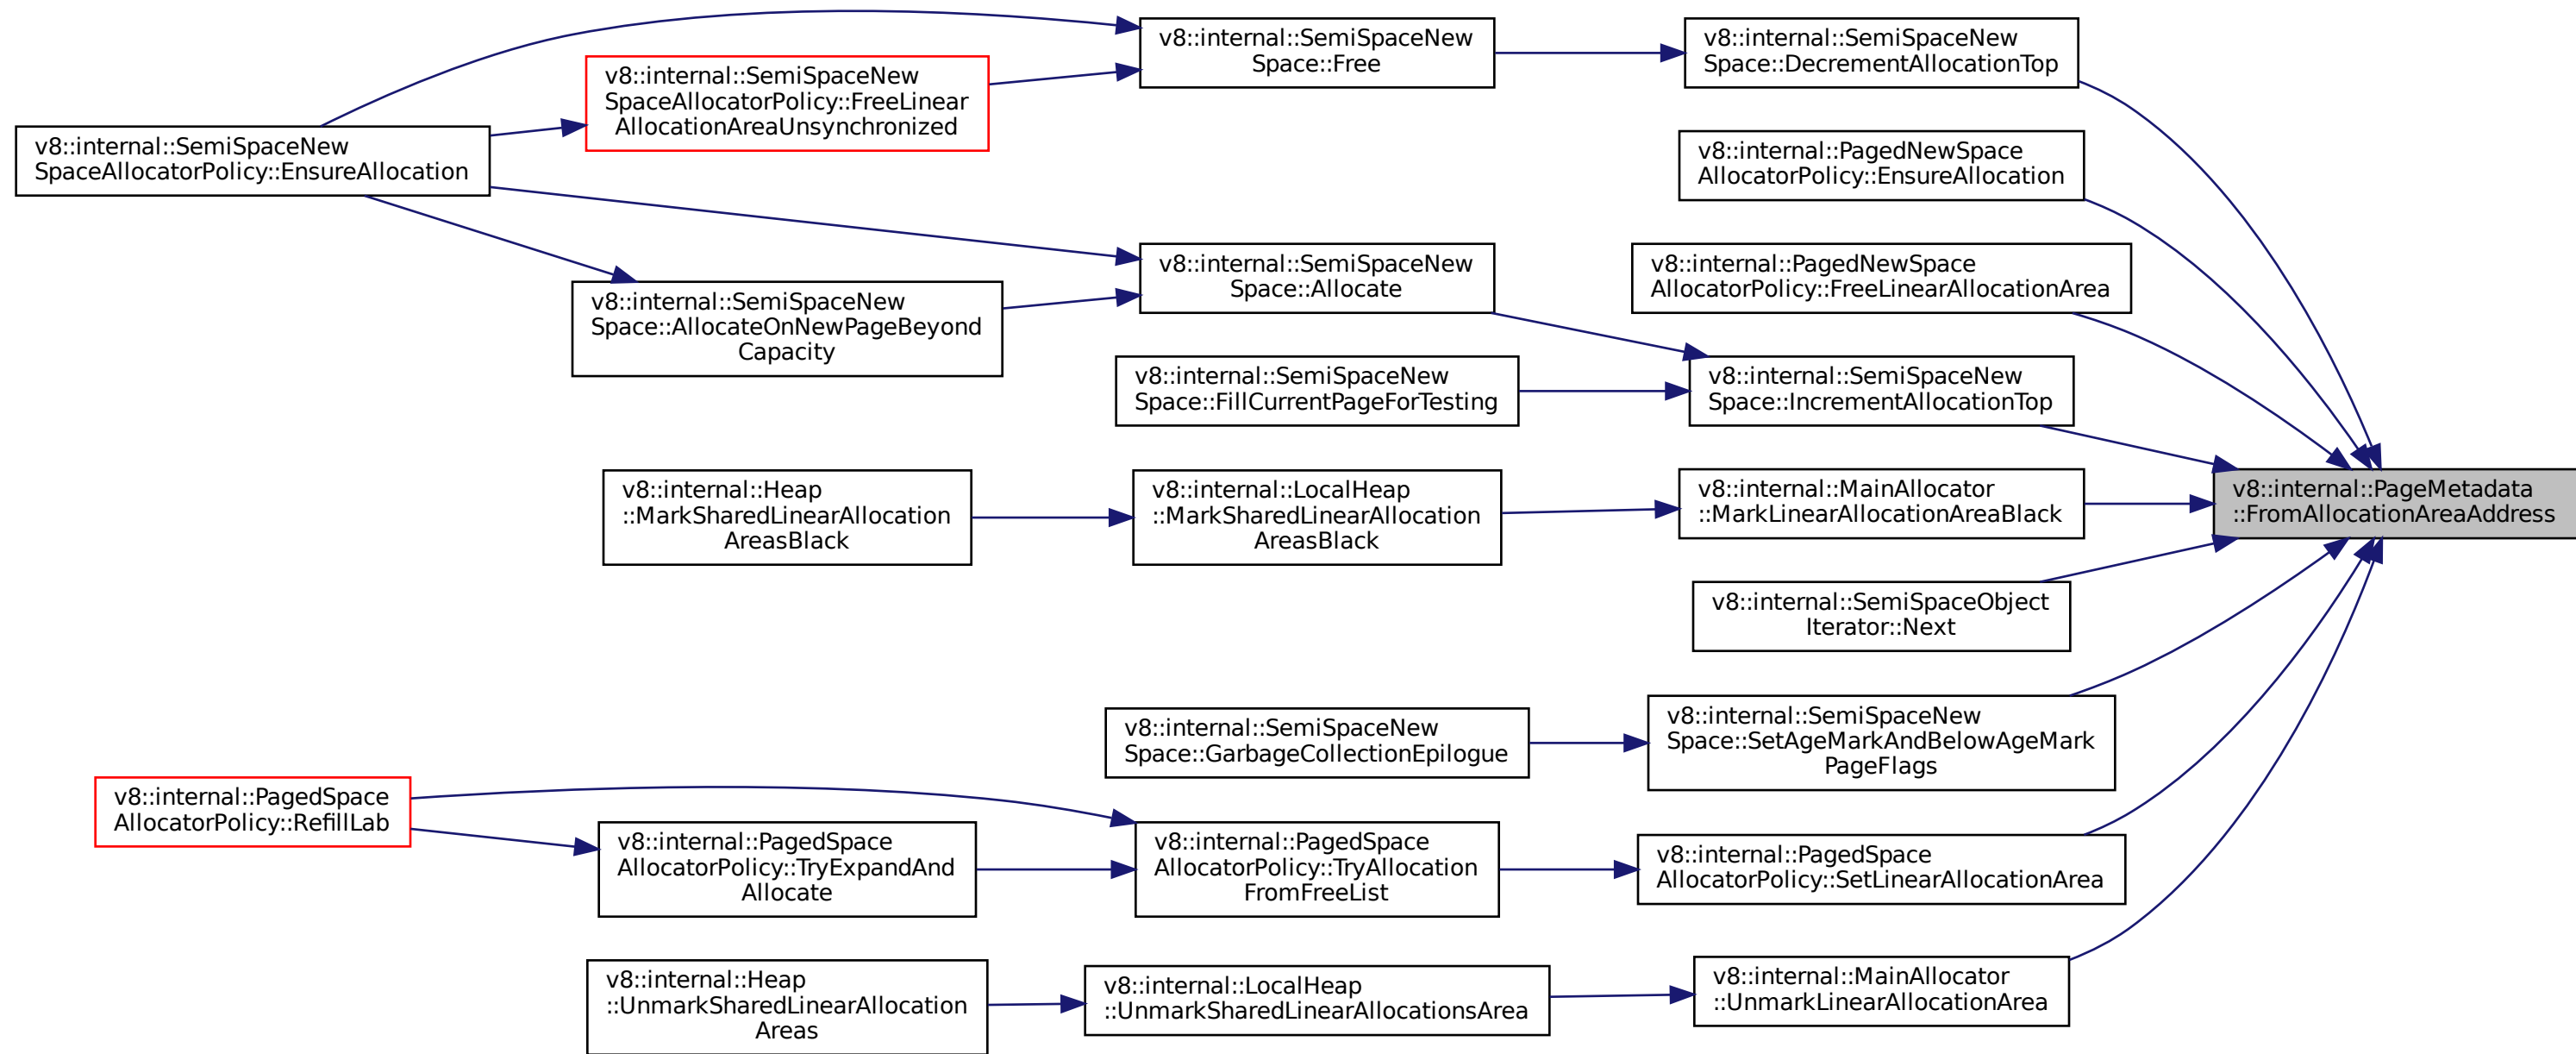 v8::internal::SemiSpaceNew
SpaceAllocatorPolicy::EnsureAllocation
v8::internal::SemiSpaceNew
SpaceAllocatorPolicy::FreeLinear
AllocationAreaUnsynchronized
v8::internal::SemiSpaceNew
Space::Free
v8::internal::SemiSpaceNew
Space::DecrementAllocationTop
v8::internal::PagedNewSpace
AllocatorPolicy::EnsureAllocation
v8::internal::PagedNewSpace
AllocatorPolicy::FreeLinearAllocationArea
v8::internal::SemiSpaceNew
Space::Allocate
v8::internal::SemiSpaceNew
Space::AllocateOnNewPageBeyond
Capacity
v8::internal::SemiSpaceNew
Space::FillCurrentPageForTesting
v8::internal::SemiSpaceNew
Space::IncrementAllocationTop
v8::internal::Heap
::MarkSharedLinearAllocation
AreasBlack
v8::internal::LocalHeap
::MarkSharedLinearAllocation
AreasBlack
v8::internal::MainAllocator
::MarkLinearAllocationAreaBlack
v8::internal::PageMetadata
::FromAllocationAreaAddress
v8::internal::SemiSpaceObject
Iterator::Next
v8::internal::SemiSpaceNew
Space::GarbageCollectionEpilogue
v8::internal::SemiSpaceNew
Space::SetAgeMarkAndBelowAgeMark
PageFlags
v8::internal::PagedSpace
AllocatorPolicy::RefillLab
v8::internal::PagedSpace
AllocatorPolicy::TryExpandAnd
Allocate
v8::internal::PagedSpace
AllocatorPolicy::TryAllocation
FromFreeList
v8::internal::PagedSpace
AllocatorPolicy::SetLinearAllocationArea
v8::internal::Heap
::UnmarkSharedLinearAllocation
Areas
v8::internal::LocalHeap
::UnmarkSharedLinearAllocationsArea
v8::internal::MainAllocator
::UnmarkLinearAllocationArea